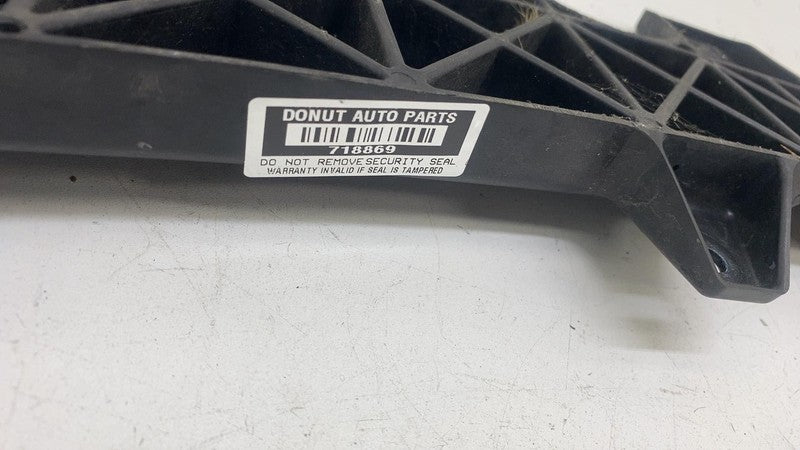 DONUT AUTO PARTS
718869
DO NOT REMOVE SECURITY SEAL
WARRANTY INVALID IF SEAL IS TAMPERED